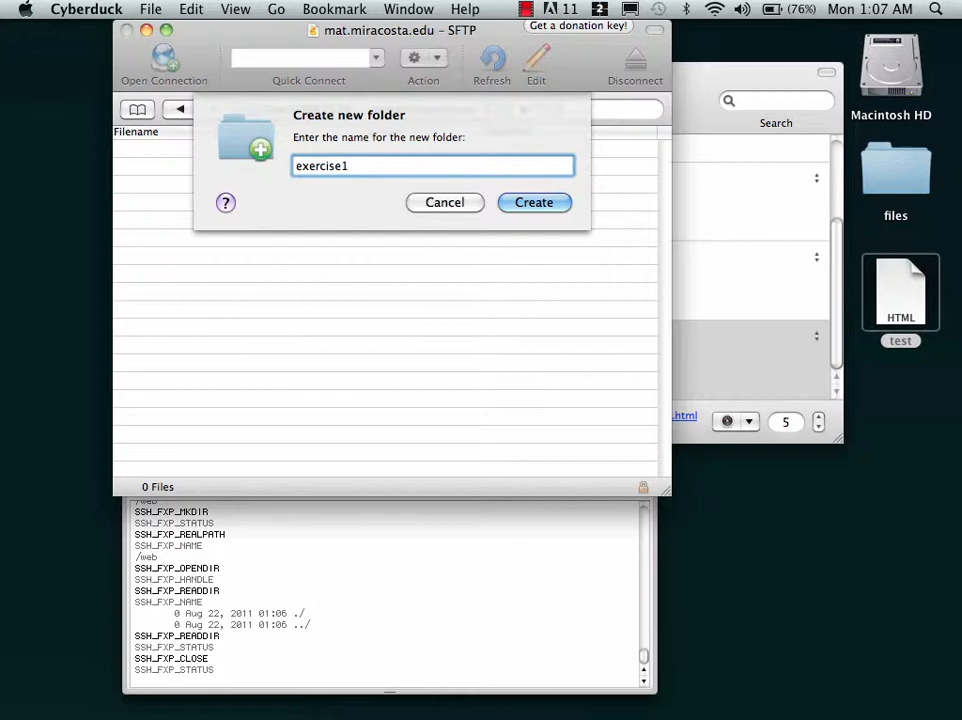 Cyberduck File Edit View Go Bookmark Window Help 11 2 (76%) Mon 1:07 AM
mat.miracosta.edu – SFTP
Get a donation key!
Open Connection Quick Connect Action Refresh Edit Disconnect
Filename
Create new folder
Enter the name for the new folder:
exercise1
? Cancel Create
0 Files
Search
.html
5
Macintosh HD
files
HTML
test
/web
SSH_FXP_MKDIR
SSH_FXP_STATUS
SSH_FXP_REALPATH
SSH_FXP_NAME
/web
SSH_FXP_OPENDIR
SSH_FXP_HANDLE
SSH_FXP_READDIR
SSH_FXP_NAME
0 Aug 22, 2011 01:06 ./
0 Aug 22, 2011 01:06 ../
SSH_FXP_READDIR
SSH_FXP_STATUS
SSH_FXP_CLOSE
SSH_FXP_STATUS